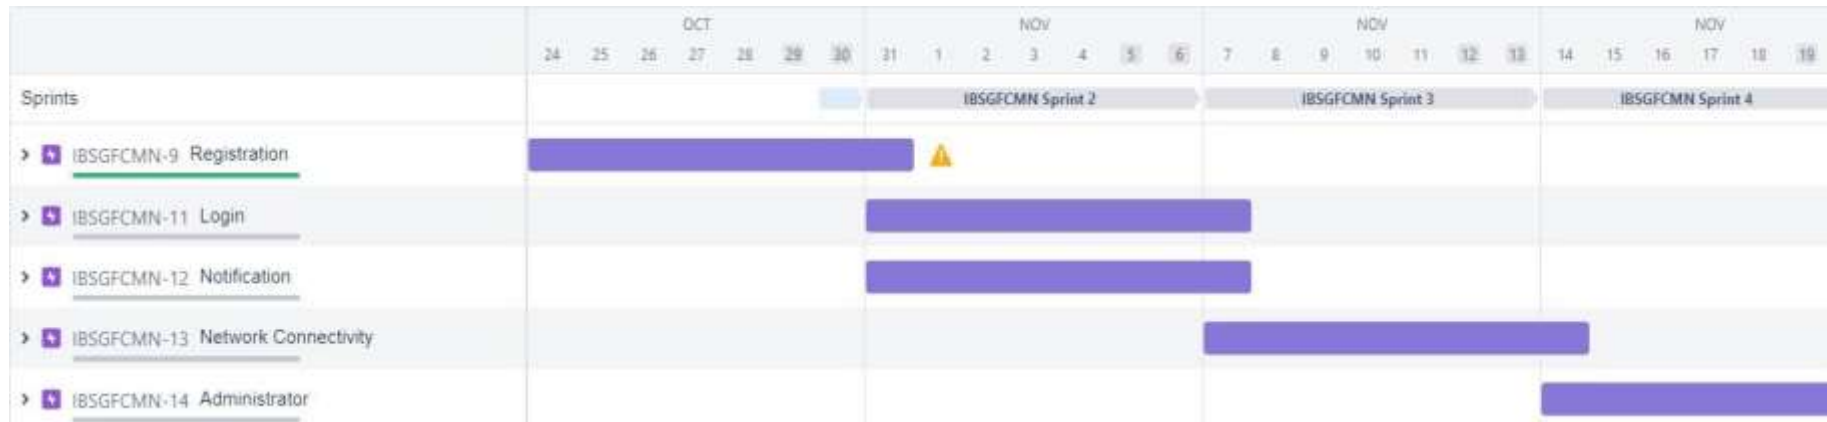 OCT NOV NOV NOV
24 25 26 27 28 29 30 31 1 2 3 4 5 6 7 8 9 10 11 12 13 14 15 16 17 18 19
Sprints IBSGFCMN Sprint 2 IBSGFCMN Sprint 3 IBSGFCMN Sprint 4
IBSGFCMN-9 Registration
IBSGFCMN-11 Login
IBSGFCMN-12 Notification
IBSGFCMN-13 Network Connectivity
IBSGFCMN-14 Administrator